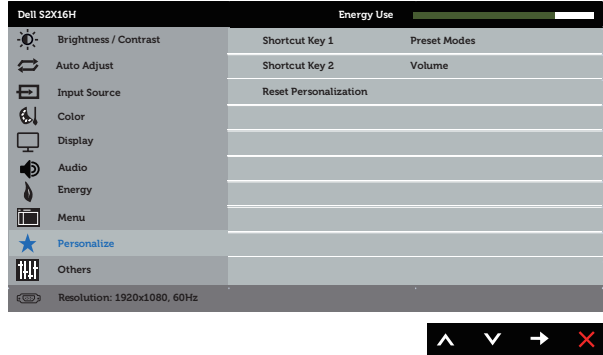 Dell S2X16H Energy Use
Brightness / Contrast Shortcut Key 1 Preset Modes
Auto Adjust Shortcut Key 2 Volume
Input Source Reset Personalization
Color
Display
Audio
Energy
Menu
Personalize
Others
Resolution: 1920x1080, 60Hz